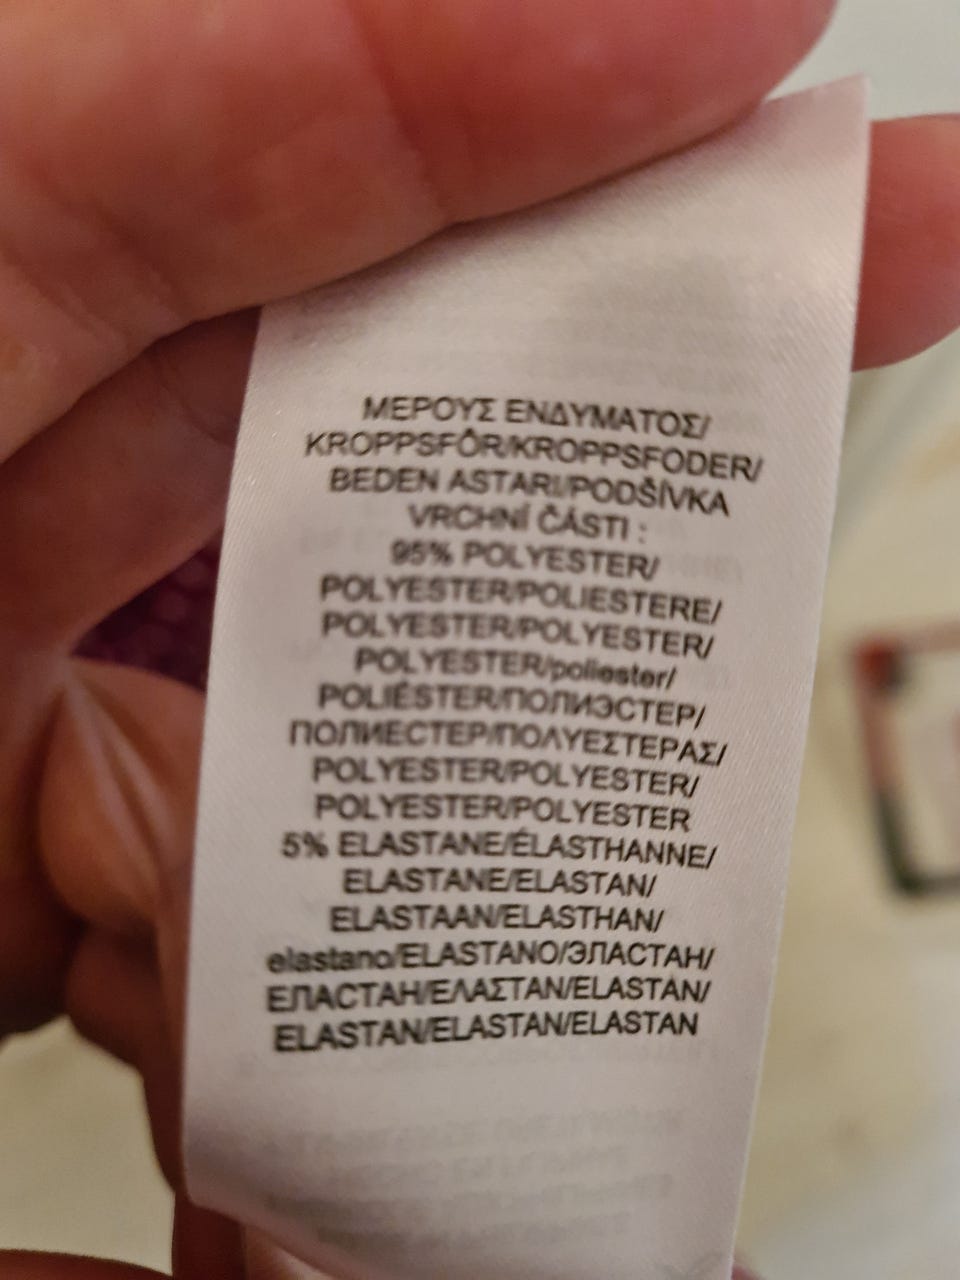 ΜΕΡΟΥΣ ΕΝΔΥΜΑΤΟΣ/
KROPPSFÔR/KROPPSFODER/
BEDEN ASTARI/PODŠÍVKA
VRCHNÍ ČÁSTI :
95% POLYESTER/
POLYESTER/POLIESTERE/
POLYESTER/POLYESTER/
POLYESTER/poliester/
POLIÉSTER/ПОЛИЭСТЕР/
ПОЛИЕСТЕР/ΠΟΛΥΕΣΤΕΡΑΣ/
POLYESTER/POLYESTER/
POLYESTER/POLYESTER
5% ELASTANE/ÉLASTHANNE/
ELASTANE/ELASTAN/
ELASTAAN/ELASTHAN/
elastano/ELASTANO/ЭЛАСТАН/
ЕЛАСТАН/ΕΛΑΣΤΑΝ/ELASTAN/
ELASTAN/ELASTAN/ELASTAN